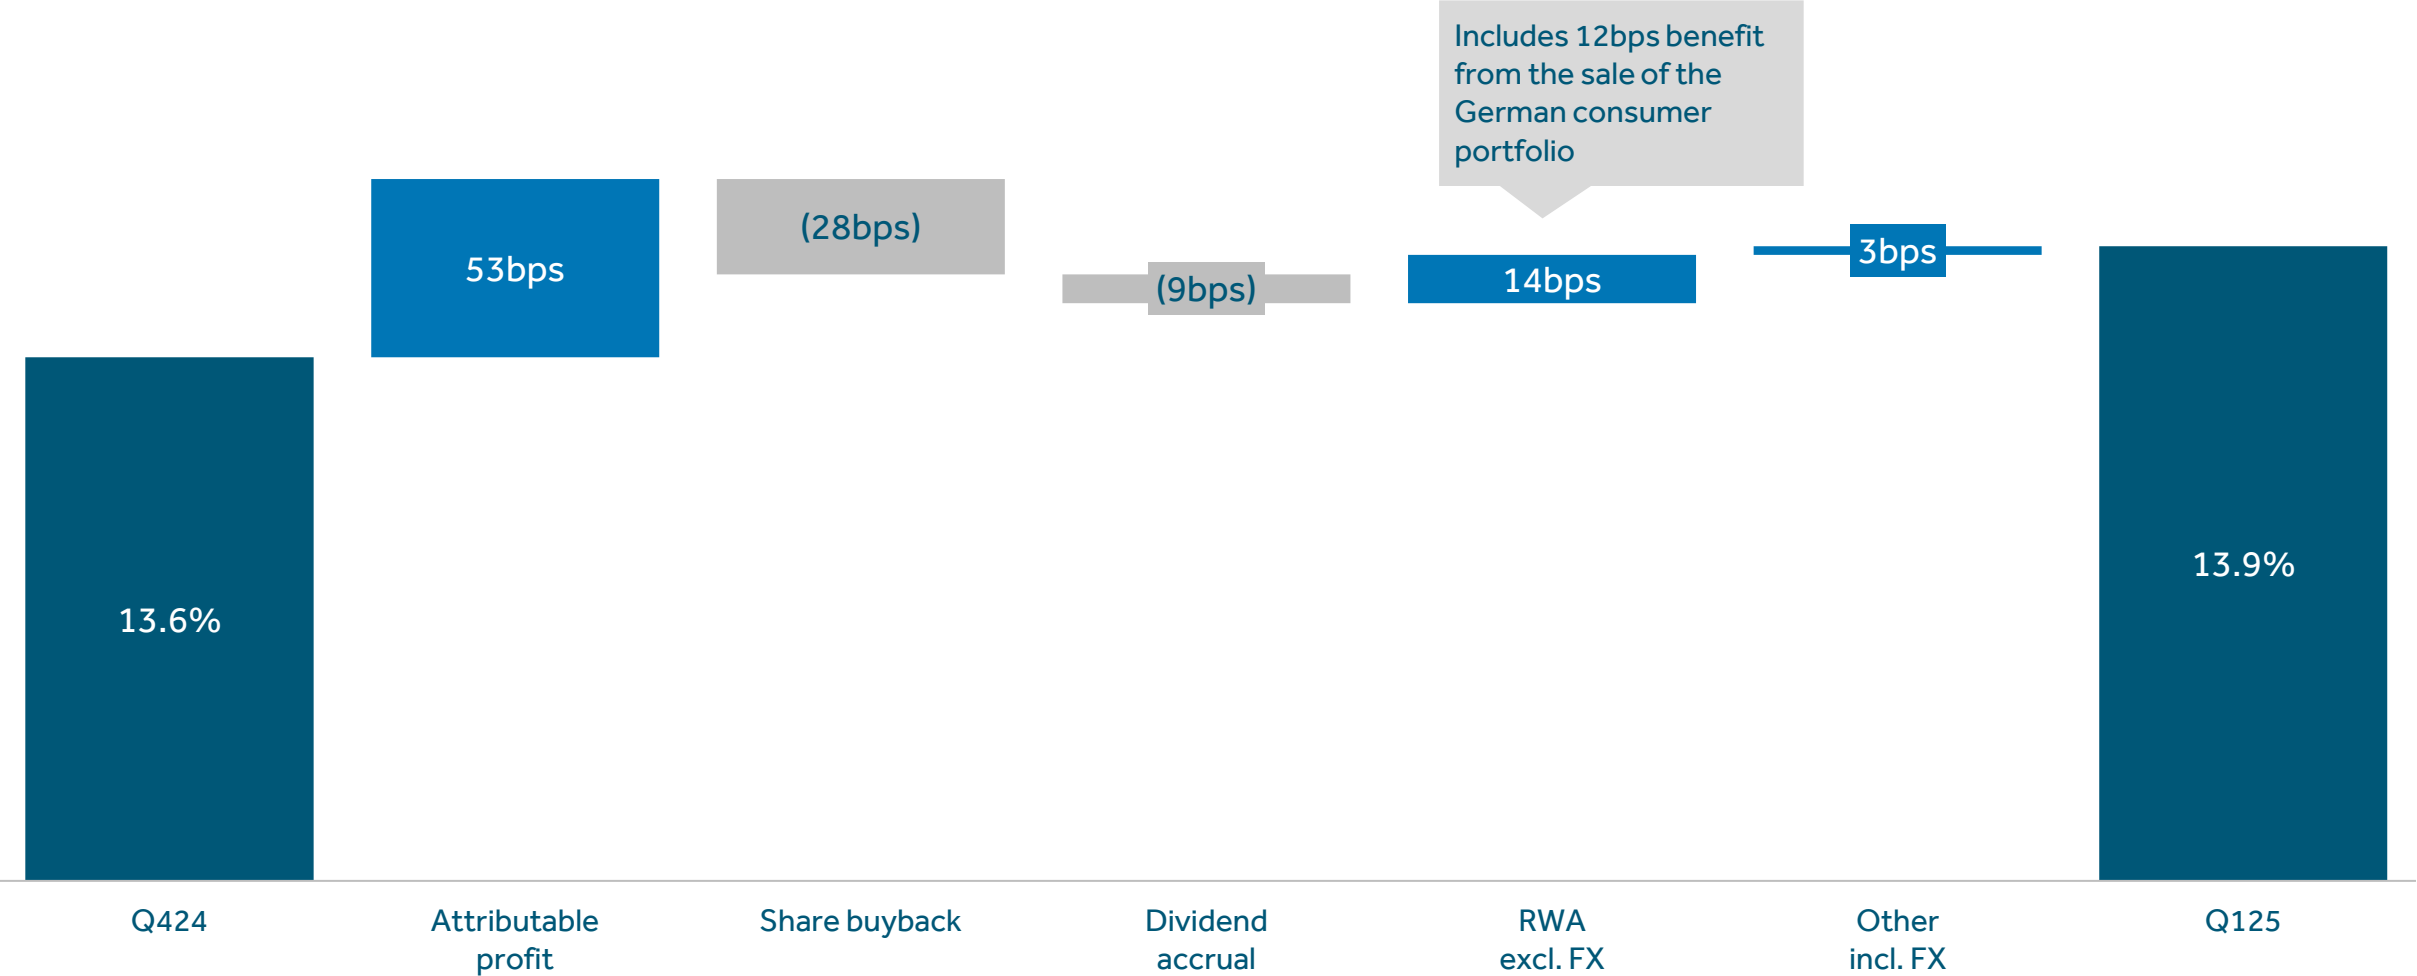 Includes 12bps benefit
from the sale of the
German consumer
portfolio
53bps
(28bps)
(9bps)
14bps
3bps
13.6%
13.9%
Q424
Attributable
profit
Share buyback
Dividend
accrual
RWA
excl. FX
Other
incl. FX
Q125